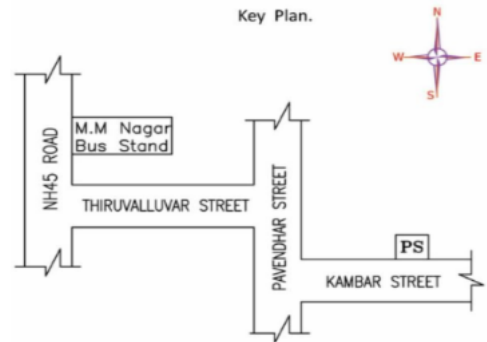 Key Plan.
N
W
E
S
M.M Nagar
Bus Stand
NH45 ROAD
THIRUVALLUVAR STREET
PAVENDHAR STREET
PS
KAMBAR STREET